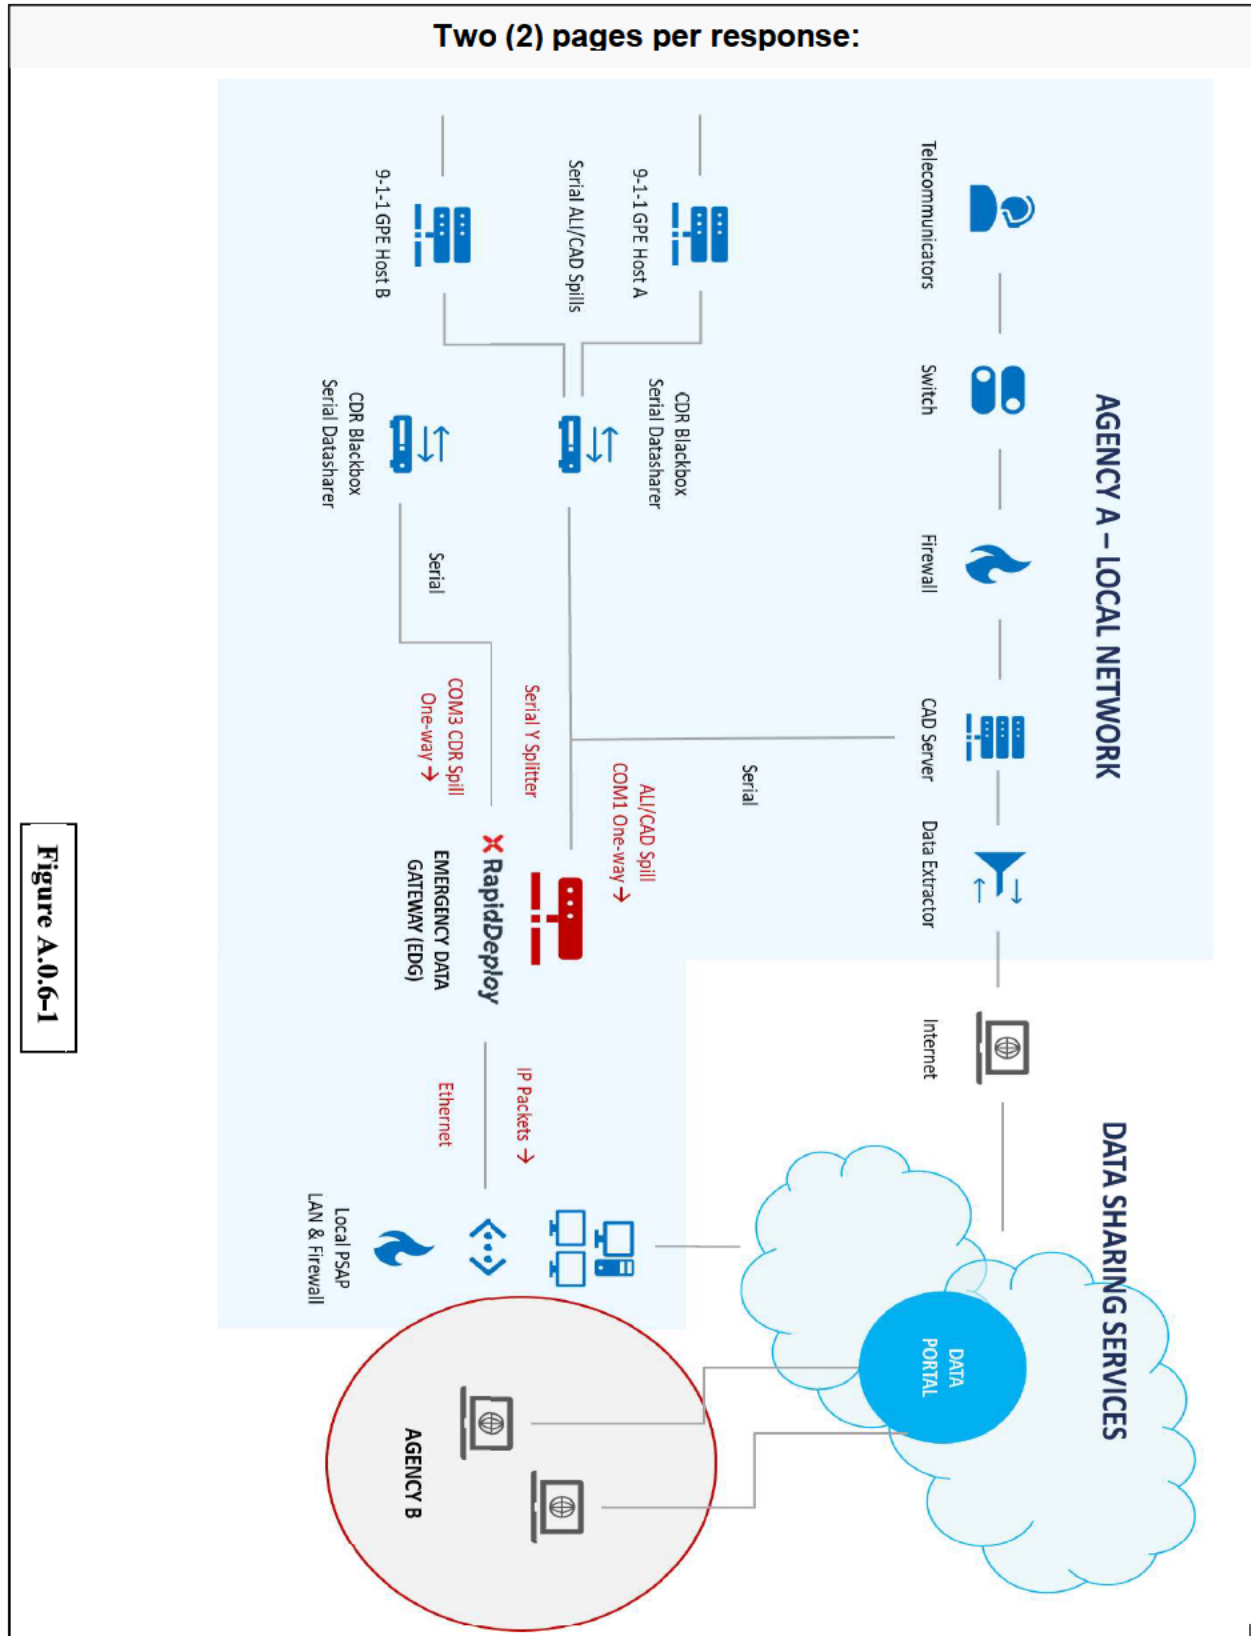 Two (2) pages per response:
AGENCY A – LOCAL NETWORK
DATA SHARING SERVICES
Telecommunicators
Switch
Firewall
CAD Server
Data Extractor
Internet
Serial
9-1-1 GPE Host A
Serial ALI/CAD Spills
9-1-1 GPE Host B
CDR Blackbox
Serial Datasharer
CDR Blackbox
Serial Datasharer
Serial
ALI/CAD Spill
COM1 One-way →
Serial Y Splitter
COM3 CDR Spill
One-way →
RapidDeploy
EMERGENCY DATA
GATEWAY (EDG)
IP Packets →
Ethernet
Local PSAP
LAN & Firewall
DATA
PORTAL
AGENCY B
Figure A.0.6-1